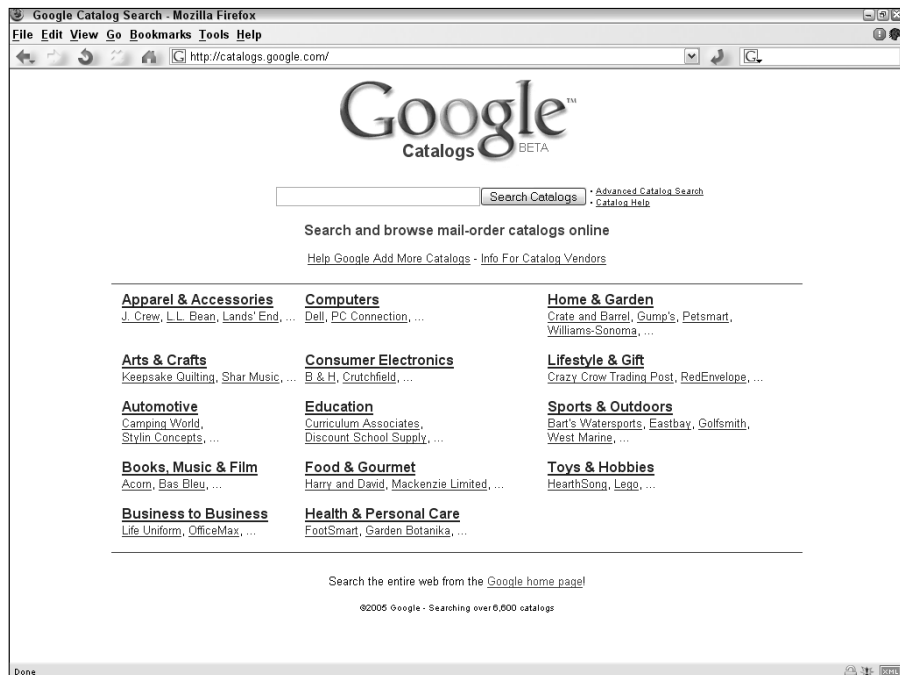 Google Catalog Search - Mozilla Firefox
File Edit View Go Bookmarks Tools Help
G http://catalogs.google.com/
G
Google™
Catalogs BETA
Search Catalogs
• Advanced Catalog Search
• Catalog Help
Search and browse mail-order catalogs online
Help Google Add More Catalogs - Info For Catalog Vendors
Apparel & Accessories
J. Crew, L.L. Bean, Lands' End, ...
Computers
Dell, PC Connection, ...
Home & Garden
Crate and Barrel, Gump's, Petsmart,
Williams-Sonoma, ...
Arts & Crafts
Keepsake Quilting, Shar Music, ...
Consumer Electronics
B & H, Crutchfield, ...
Lifestyle & Gift
Crazy Crow Trading Post, RedEnvelope, ...
Automotive
Camping World,
Stylin Concepts, ...
Education
Curriculum Associates,
Discount School Supply, ...
Sports & Outdoors
Bart's Watersports, Eastbay, Golfsmith,
West Marine, ...
Books, Music & Film
Acorn, Bas Bleu, ...
Food & Gourmet
Harry and David, Mackenzie Limited, ...
Toys & Hobbies
HearthSong, Lego, ...
Business to Business
Life Uniform, OfficeMax, ...
Health & Personal Care
FootSmart, Garden Botanika, ...
Search the entire web from the Google home page!
©2005 Google - Searching over 6,600 catalogs
Done
XML